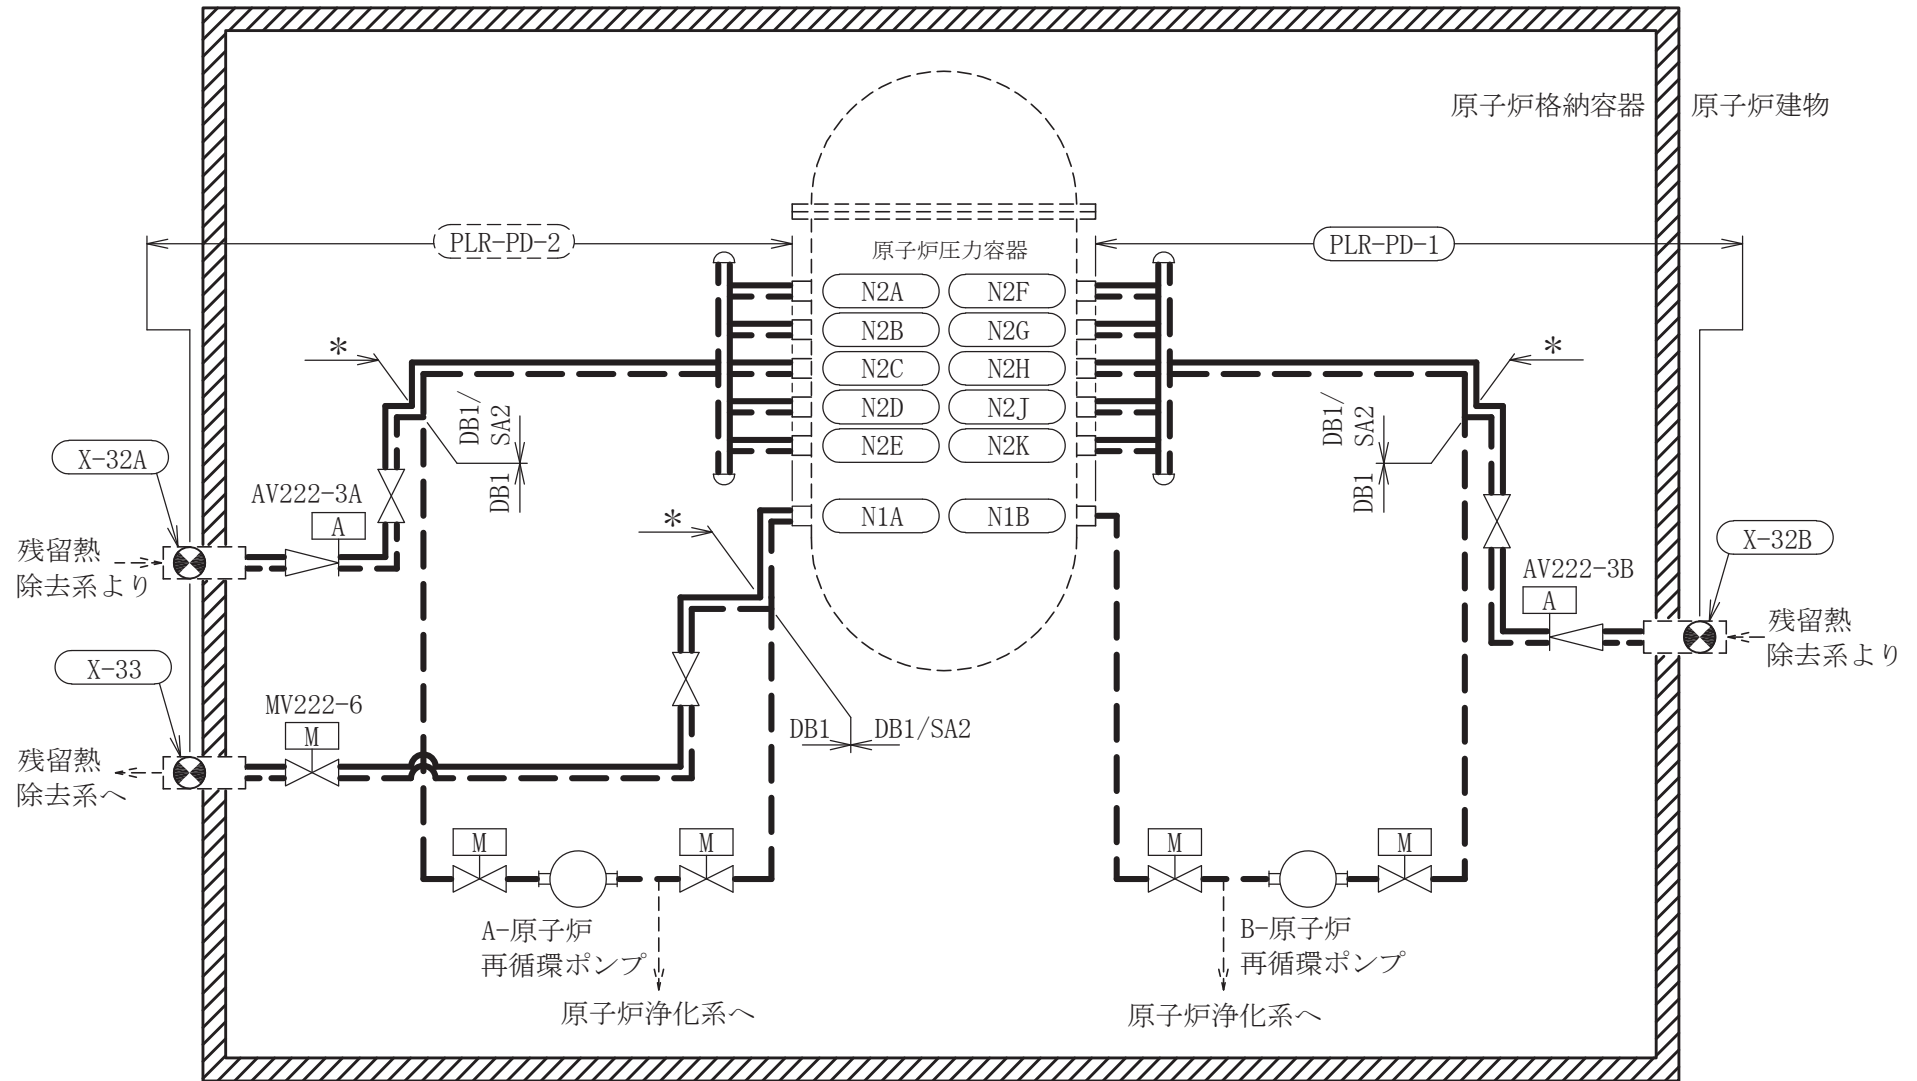 原子炉格納容器
原子炉建物
PLR-PD-2
原子炉圧力容器
PLR-PD-1
N2A
N2F
N2B
N2G
N2C
N2H
N2D
N2J
N2E
N2K
N1A
N1B
*
*
*
DB1/
SA2
DB1
DB1/
SA2
DB1
X-32A
AV222-3A
A
残留熱
除去系より
X-32B
AV222-3B
A
残留熱
除去系より
X-33
MV222-6
M
残留熱
除去系へ
DB1
DB1/SA2
M
M
M
M
A-原子炉
再循環ポンプ
B-原子炉
再循環ポンプ
原子炉浄化系へ
原子炉浄化系へ